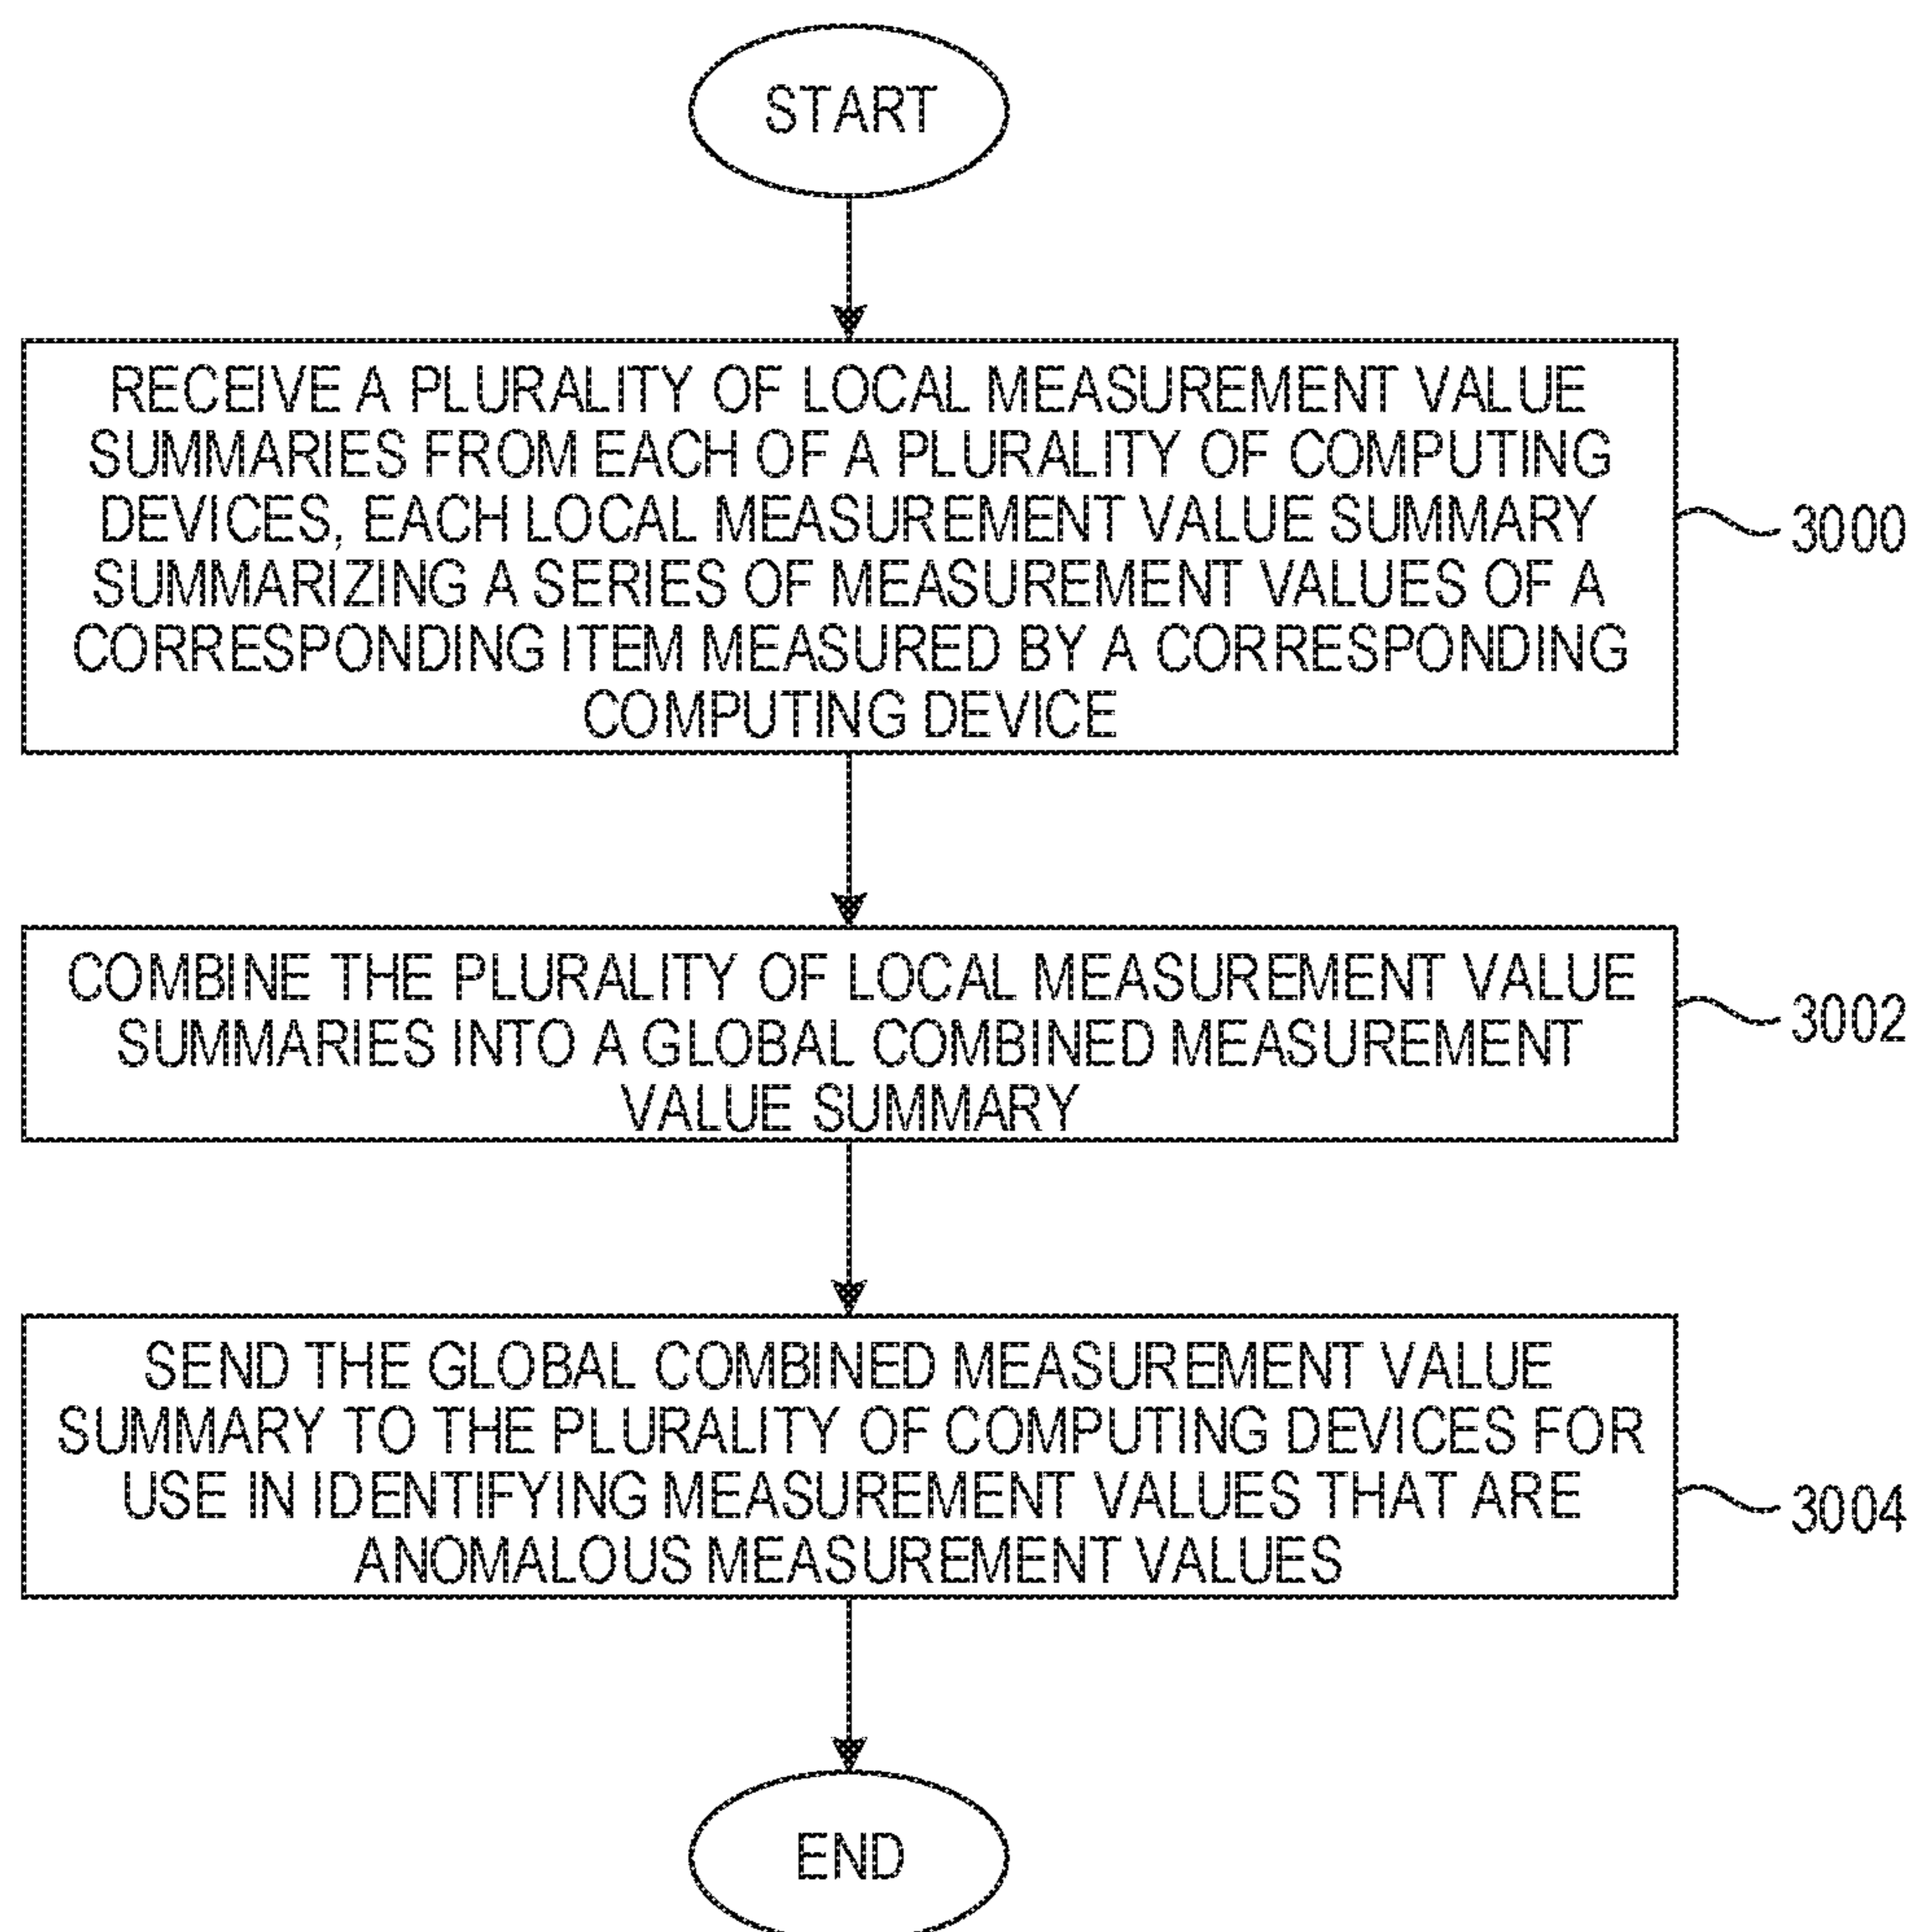 START
RECEIVE A PLURALITY OF LOCAL MEASUREMENT VALUE
SUMMARIES FROM EACH OF A PLURALITY OF COMPUTING
DEVICES, EACH LOCAL MEASUREMENT VALUE SUMMARY
SUMMARIZING A SERIES OF MEASUREMENT VALUES OF A
CORRESPONDING ITEM MEASURED BY A CORRESPONDING
COMPUTING DEVICE
3000
COMBINE THE PLURALITY OF LOCAL MEASUREMENT VALUE
SUMMARIES INTO A GLOBAL COMBINED MEASUREMENT
VALUE SUMMARY
3002
SEND THE GLOBAL COMBINED MEASUREMENT VALUE
SUMMARY TO THE PLURALITY OF COMPUTING DEVICES FOR
USE IN IDENTIFYING MEASUREMENT VALUES THAT ARE
ANOMALOUS MEASUREMENT VALUES
3004
END